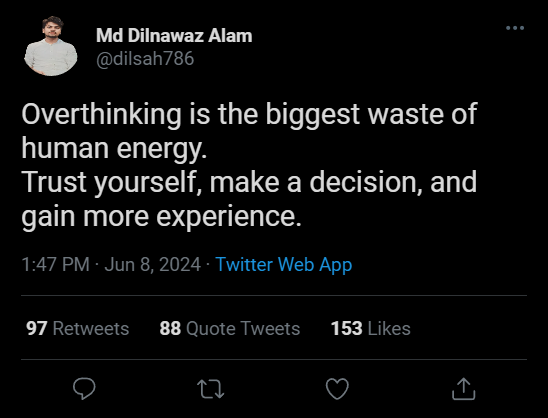 Md Dilnawaz Alam
@dilsah786
Overthinking is the biggest waste of
human energy.
Trust yourself, make a decision, and
gain more experience.
1:47 PM · Jun 8, 2024 · Twitter Web App
97 Retweets 88 Quote Tweets 153 Likes